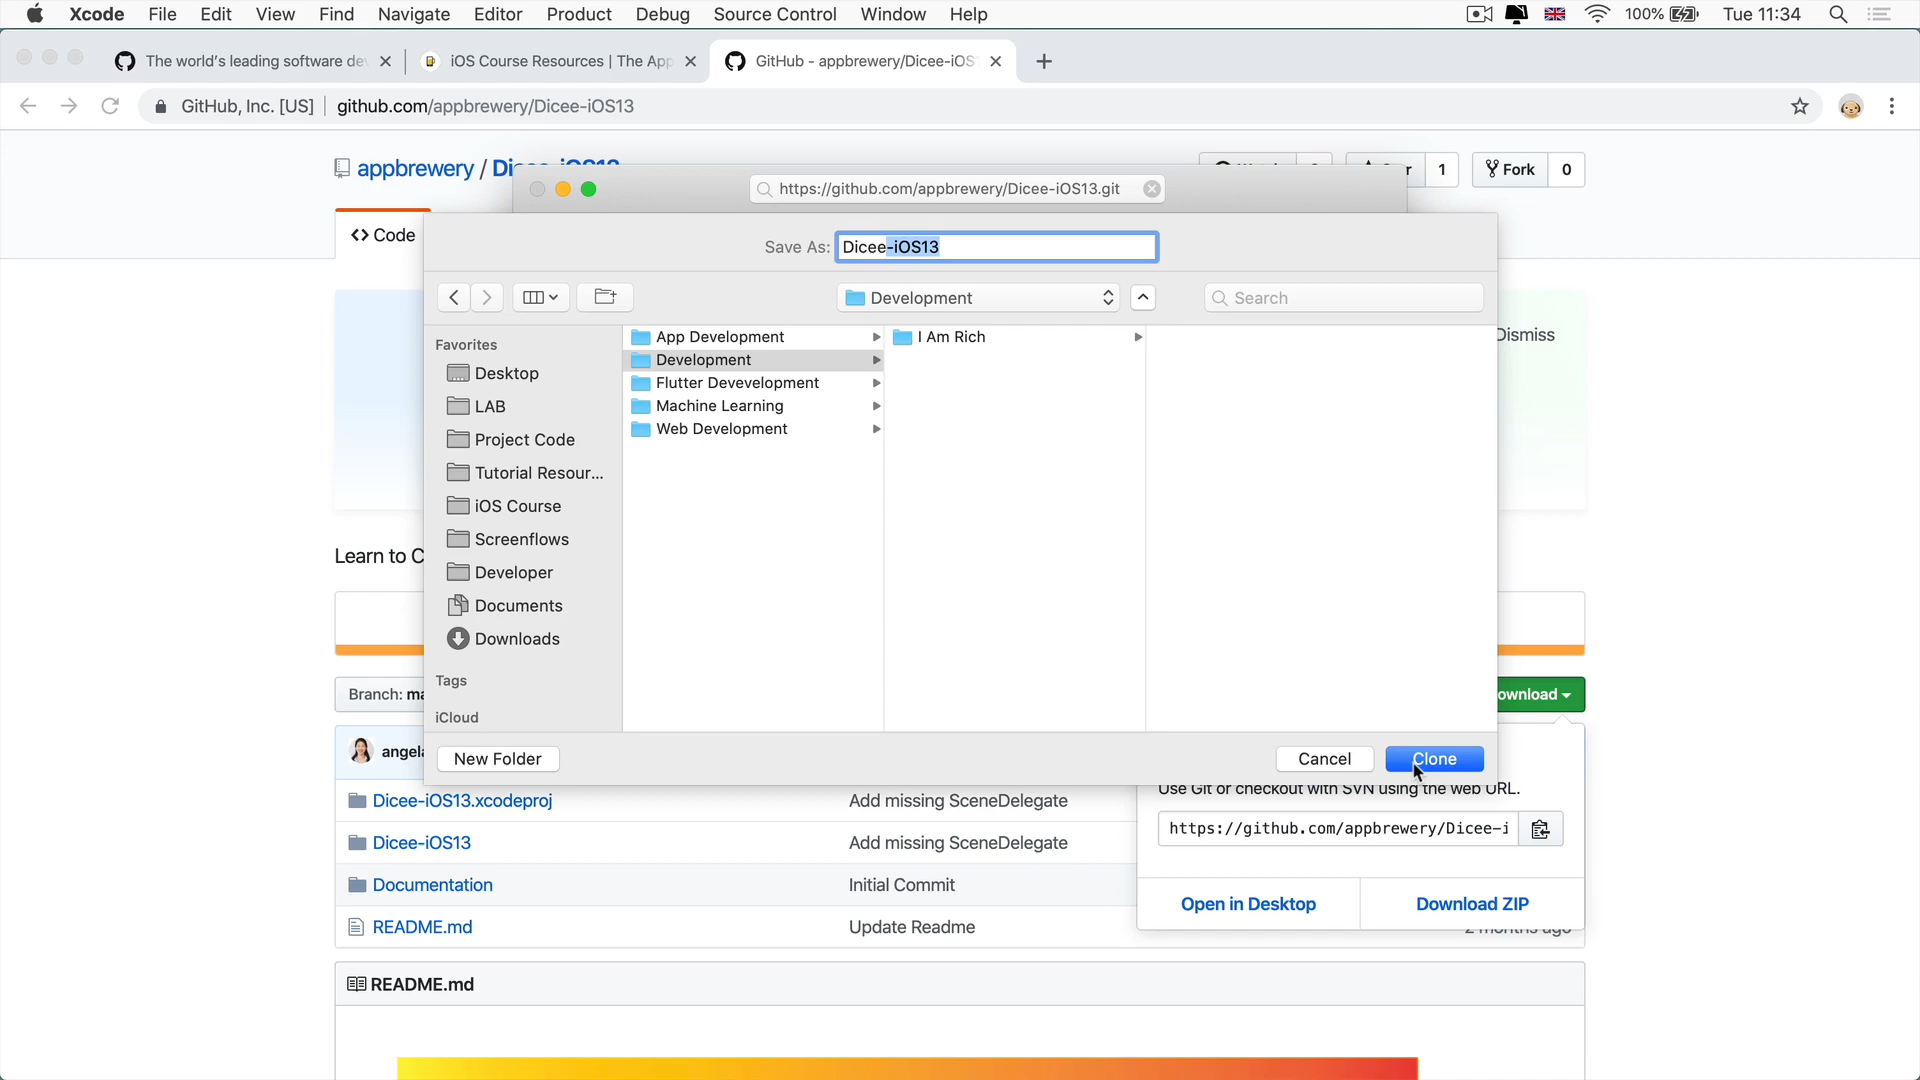 Xcode File Edit View Find Navigate Editor Product Debug Source Control Window Help 100% Tue 11:34
The world's leading software de
iOS Course Resources | The App
GitHub - appbrewery/Dicee-iOS
GitHub, Inc. [US] github.com/appbrewery/Dicee-iOS13
appbrewery / Dicee-iOS13
1
Fork 0
https://github.com/appbrewery/Dicee-iOS13.git
Code
Save As: Dicee-iOS13
Development
Search
Dismiss
Favorites
Desktop
LAB
Project Code
Tutorial Resour...
iOS Course
Screenflows
Developer
Documents
Downloads
Tags
iCloud
App Development
Development
Flutter Devevelopment
Machine Learning
Web Development
I Am Rich
Learn to C
Branch: ma
ownload
New Folder
Cancel
Clone
angela
Use Git or checkout with SVN using the web URL.
https://github.com/appbrewery/Dicee-i
Open in Desktop
Download ZIP
Dicee-iOS13.xcodeproj Add missing SceneDelegate
Dicee-iOS13 Add missing SceneDelegate
Documentation Initial Commit
README.md Update Readme 2 months ago
README.md